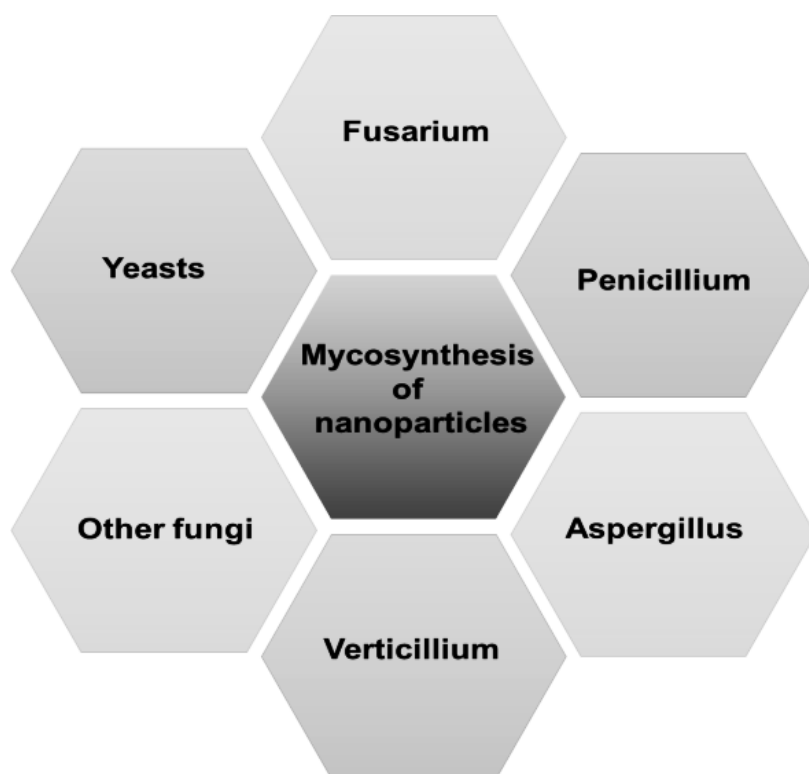 Fusarium
Yeasts
Penicillium
Mycosynthesis
of
nanoparticles
Other fungi
Aspergillus
Verticillium